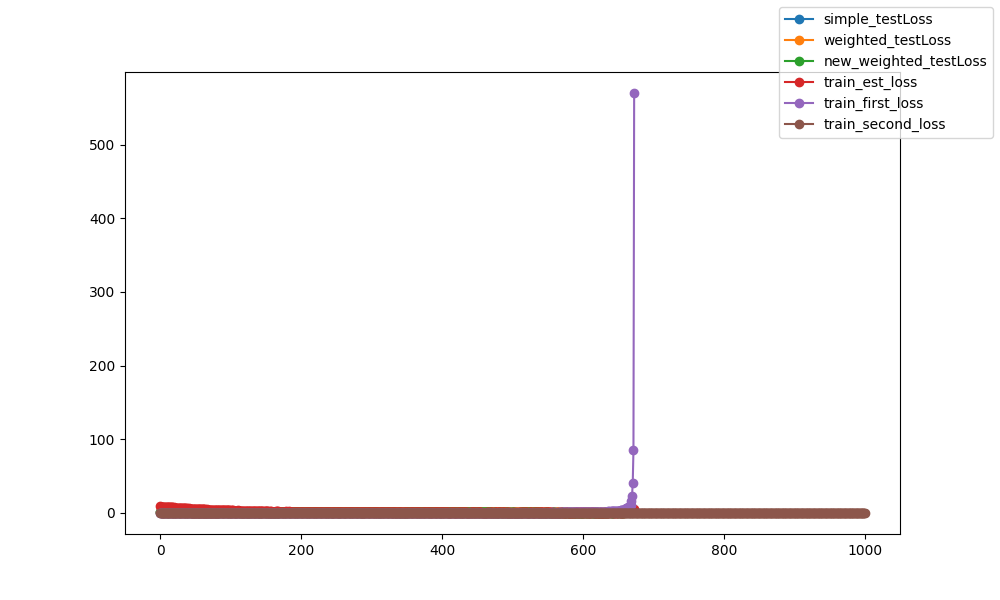 simple_testLoss
weighted_testLoss
new_weighted_testLoss
train_est_loss
train_first_loss
train_second_loss
500
400
300
200
100
0
0 200 400 600 800 1000